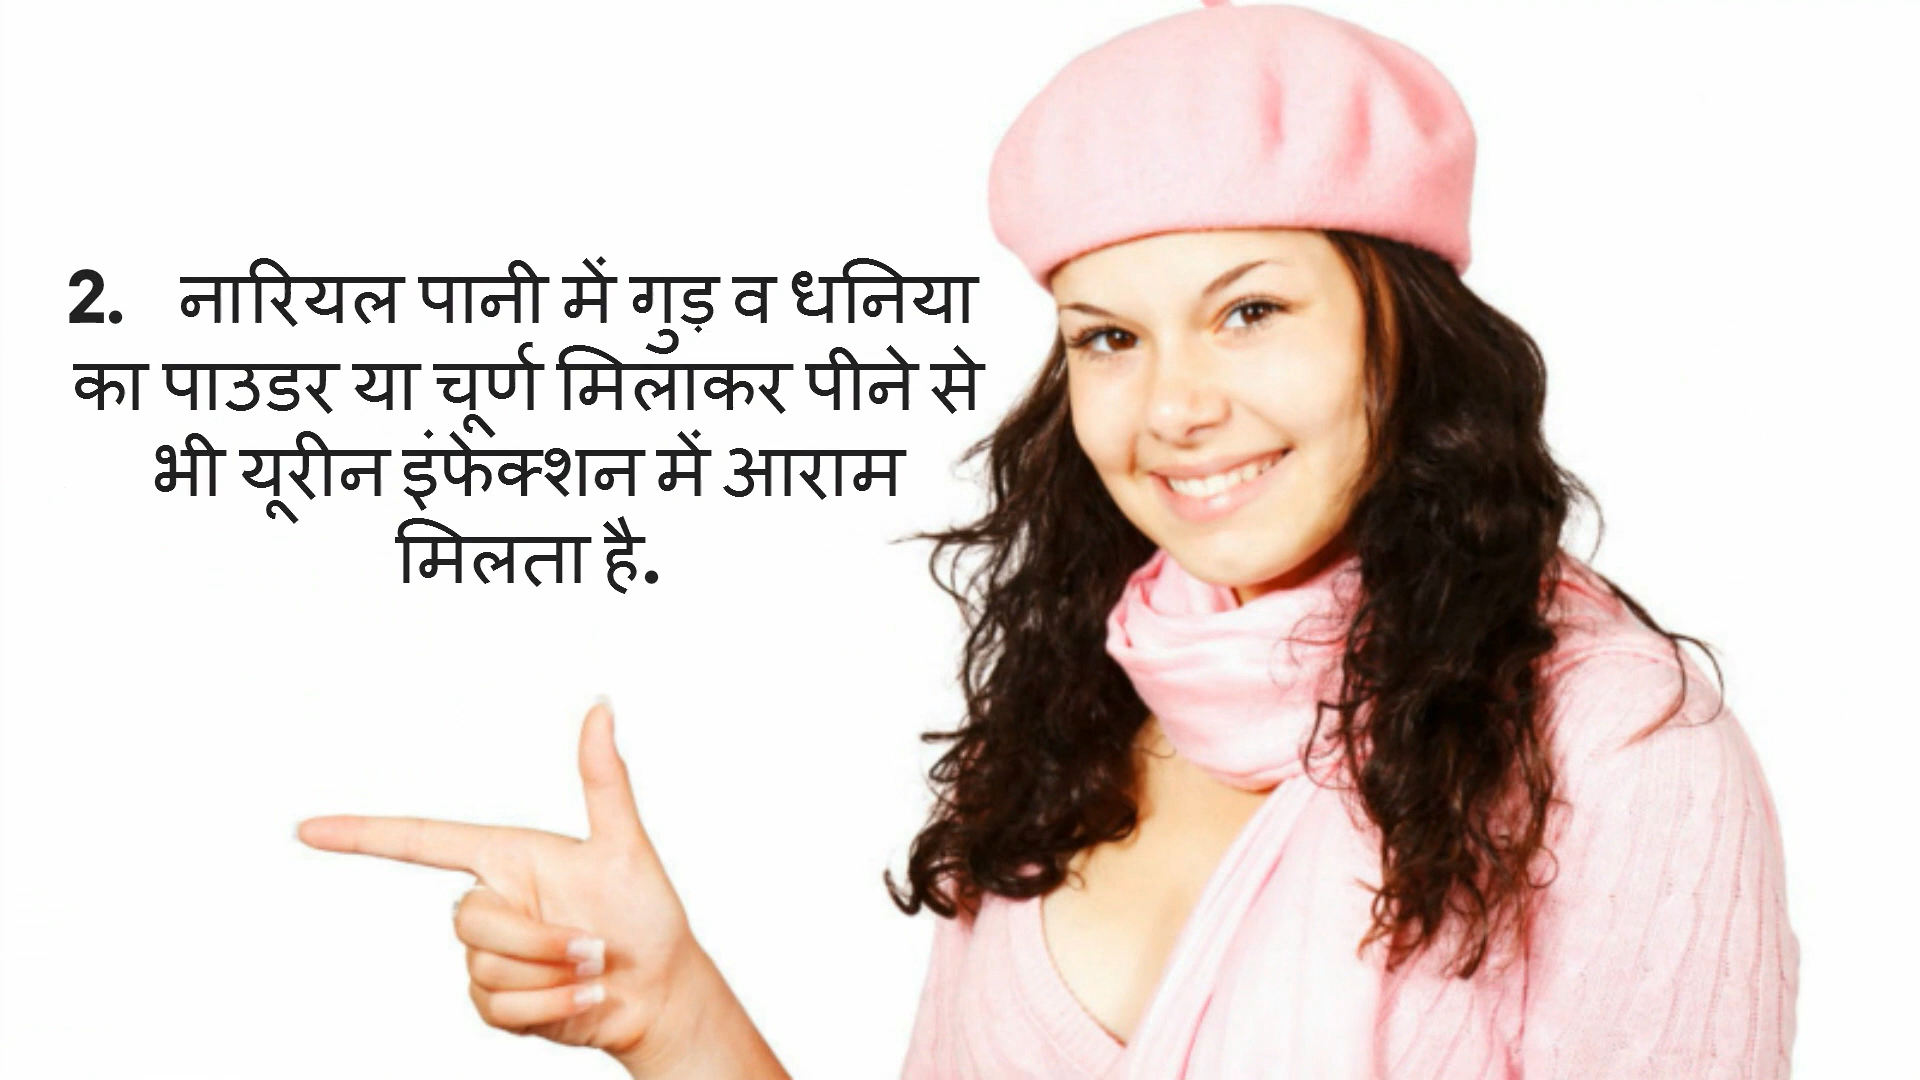 2. नारियल पानी में गुड़ व धनिया
का पाउडर या चूर्ण मिलाकर पीने से
भी यूरीन इंफेक्शन में आराम
मिलता है.